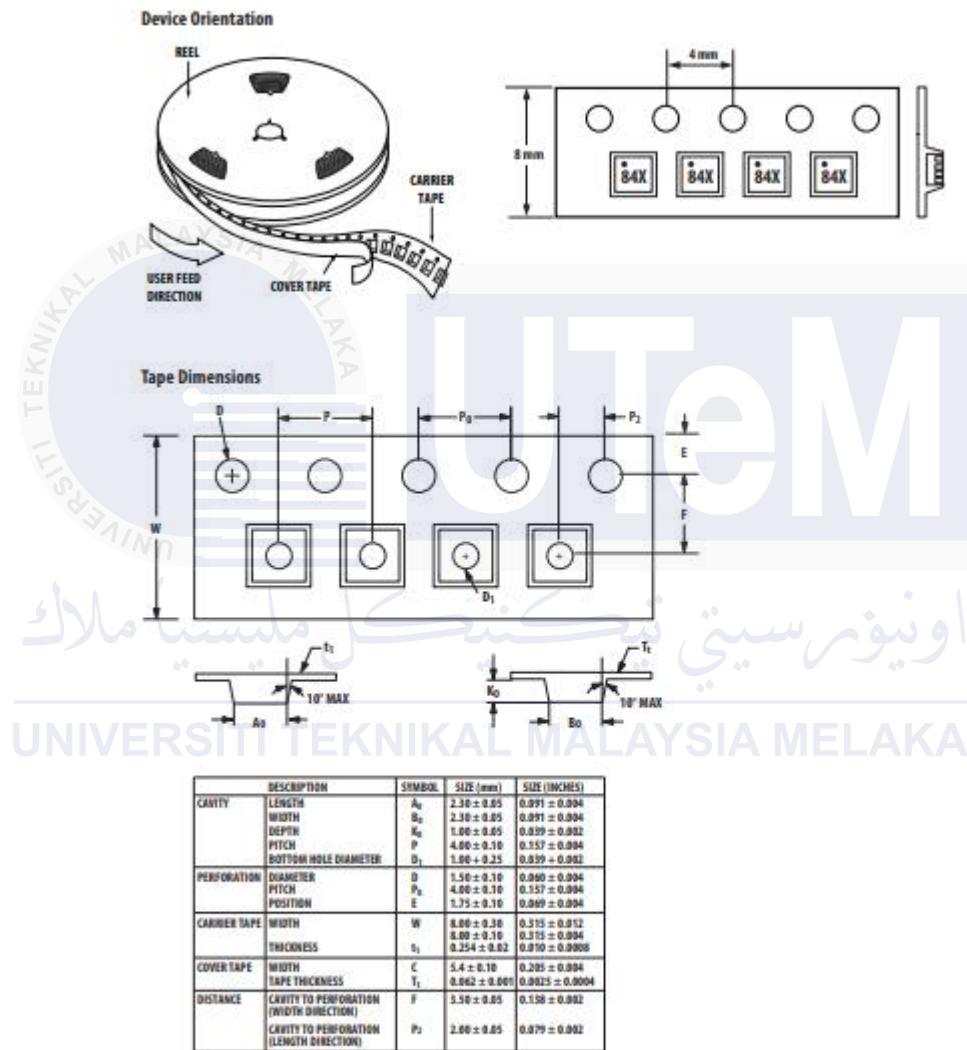 Device Orientation
REEL
4 mm
8 mm
84X 84X 84X 84X
CARRIER
TAPE
USER FEED
DIRECTION
COVER TAPE
UNIVERSITI TEKNIKAL MALAYSIA MELAKA
UTeM
Tape Dimensions
D P P₀ P₂
E
F
W
D₁
اونيورسيتي تيكنيكل مليسيا ملاك
t₁ Tₜ
10° MAX K₀ 10° MAX
A₀ B₀
UNIVERSITI TEKNIKAL MALAYSIA MELAKA
DESCRIPTION SYMBOL SIZE (mm) SIZE (INCHES)
CAVITY LENGTH A₀ 2.30 ± 0.05 0.091 ± 0.004
WIDTH B₀ 2.30 ± 0.05 0.091 ± 0.004
DEPTH K₀ 1.00 ± 0.05 0.039 ± 0.002
PITCH P 4.00 ± 0.10 0.157 ± 0.004
BOTTOM HOLE DIAMETER D₁ 1.00 + 0.25 0.039 + 0.002
PERFORATION DIAMETER D 1.50 ± 0.10 0.060 ± 0.004
PITCH P₀ 4.00 ± 0.10 0.157 ± 0.004
POSITION E 1.75 ± 0.10 0.069 ± 0.004
CARRIER TAPE WIDTH W 8.00 ± 0.30 0.315 ± 0.012
8.00 ± 0.10 0.315 ± 0.004
THICKNESS t₁ 0.254 ± 0.02 0.010 ± 0.0008
COVER TAPE WIDTH C 5.4 ± 0.10 0.205 ± 0.004
TAPE THICKNESS Tₜ 0.062 ± 0.001 0.0025 ± 0.0004
DISTANCE CAVITY TO PERFORATION F 3.50 ± 0.05 0.138 ± 0.002
(WIDTH DIRECTION)
CAVITY TO PERFORATION P₂ 2.00 ± 0.05 0.079 ± 0.002
(LENGTH DIRECTION)